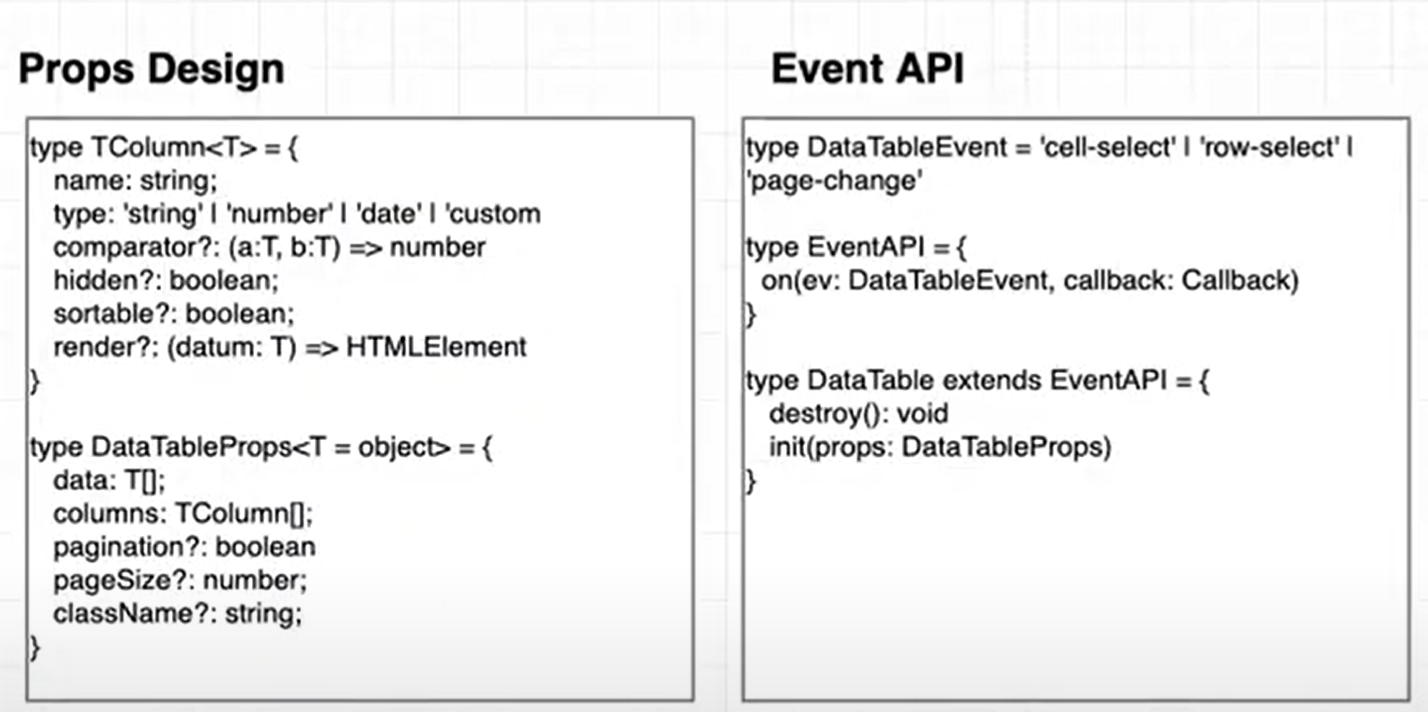 Props Design
type TColumn<T> = {
name: string;
type: 'string' | 'number' | 'date' | 'custom
comparator?: (a:T, b:T) => number
hidden?: boolean;
sortable?: boolean;
render?: (datum: T) => HTMLElement
}
type DataTableProps<T = object> = {
data: T[];
columns: TColumn[];
pagination?: boolean
pageSize?: number;
className?: string;
}
Event API
type DataTableEvent = 'cell-select' | 'row-select' |
'page-change'
type EventAPI = {
on(ev: DataTableEvent, callback: Callback)
}
type DataTable extends EventAPI = {
destroy(): void
init(props: DataTableProps)
}